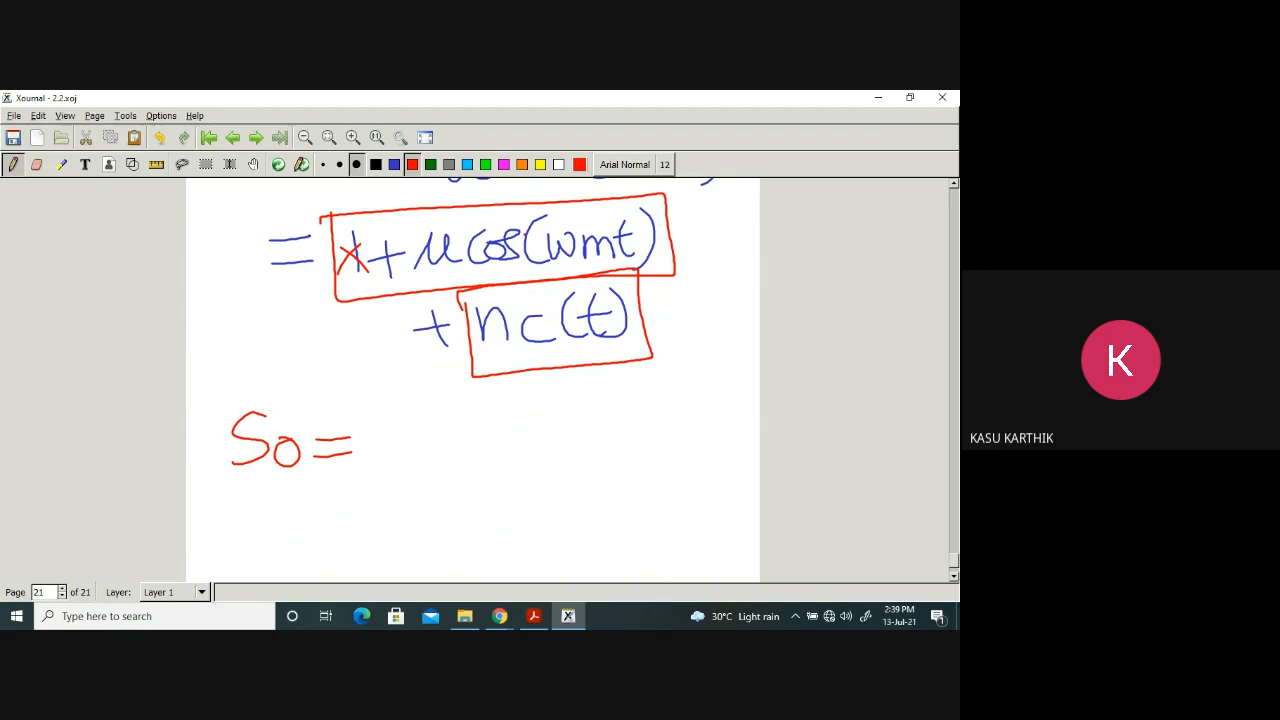 Xournal - 2.2.xoj
File Edit View Page Tools Options Help
T Arial Normal 12
= 1 + μ cos(ωmt)
+ nc(t)
So =
K
KASU KARTHIK
Page 21 of 21 Layer: Layer 1
Type here to search
30°C Light rain
2:39 PM
13-Jul-21
1